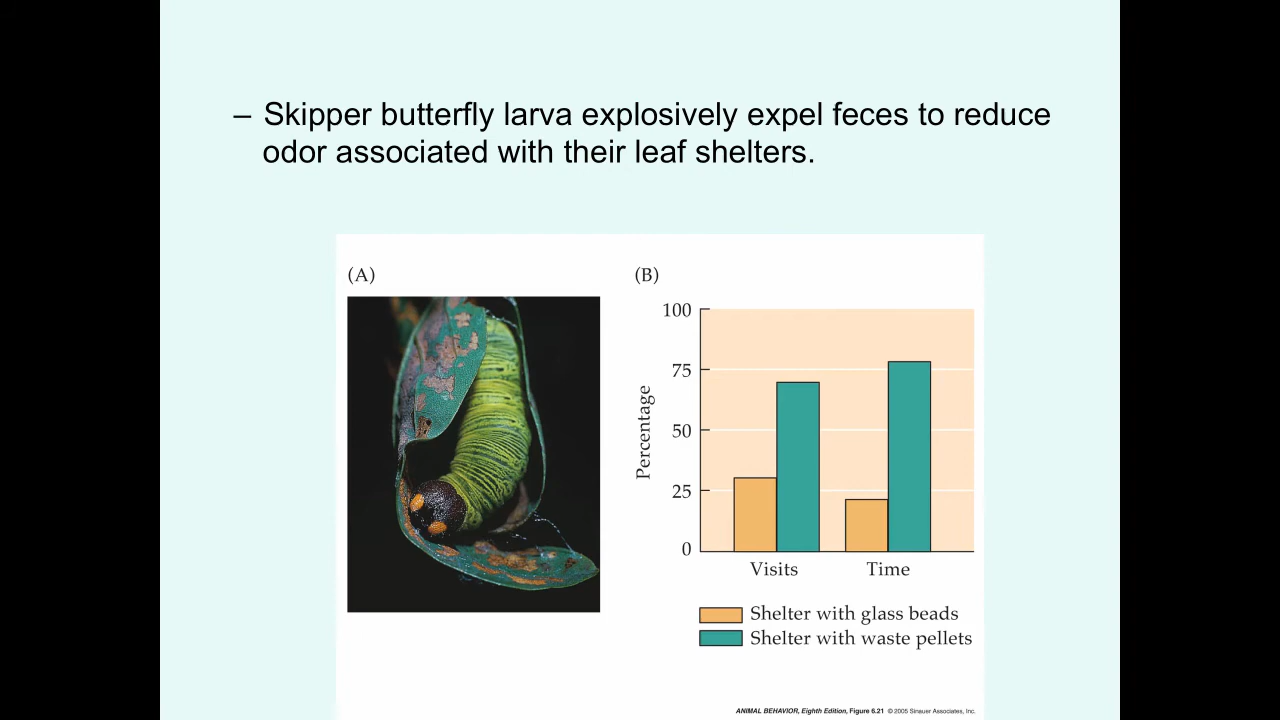 – Skipper butterfly larva explosively expel feces to reduce
odor associated with their leaf shelters.
(A)
(B)
Percentage
100
75
50
25
0
Visits
Time
Shelter with glass beads
Shelter with waste pellets
ANIMAL BEHAVIOR, Eighth Edition, Figure 6.21 © 2005 Sinauer Associates, Inc.